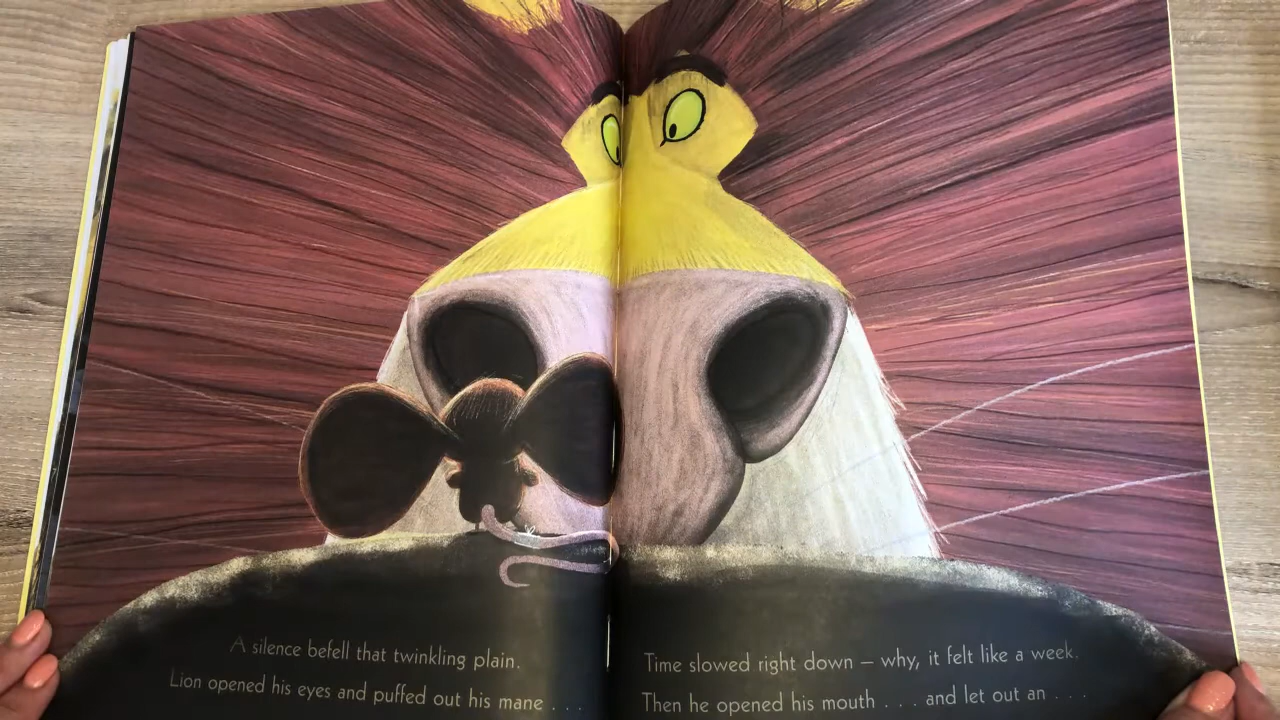 A silence befell that twinkling plain.
Lion opened his eyes and puffed out his mane . . .
Time slowed right down – why, it felt like a week.
Then he opened his mouth . . . and let out an . . .